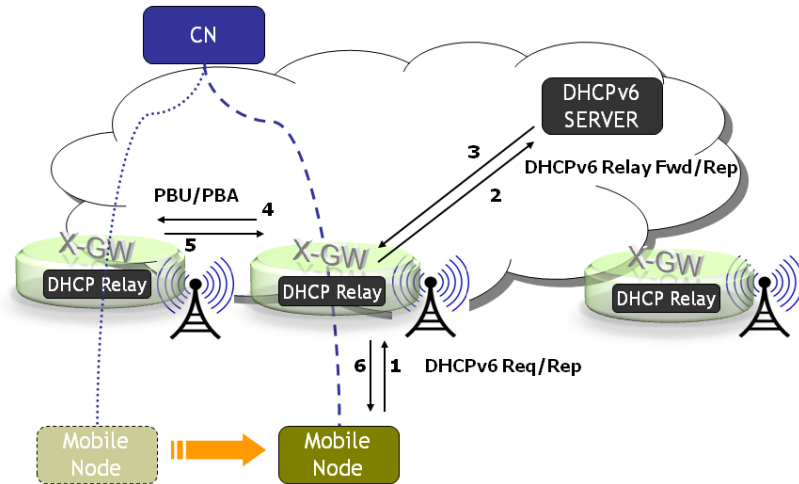 CN
DHCPv6
SERVER
3
DHCPv6 Relay Fwd/Rep
2
PBU/PBA
4
5
X-GW
DHCP Relay
X-GW
DHCP Relay
X-GW
DHCP Relay
6
1
DHCPv6 Req/Rep
Mobile
Node
Mobile
Node